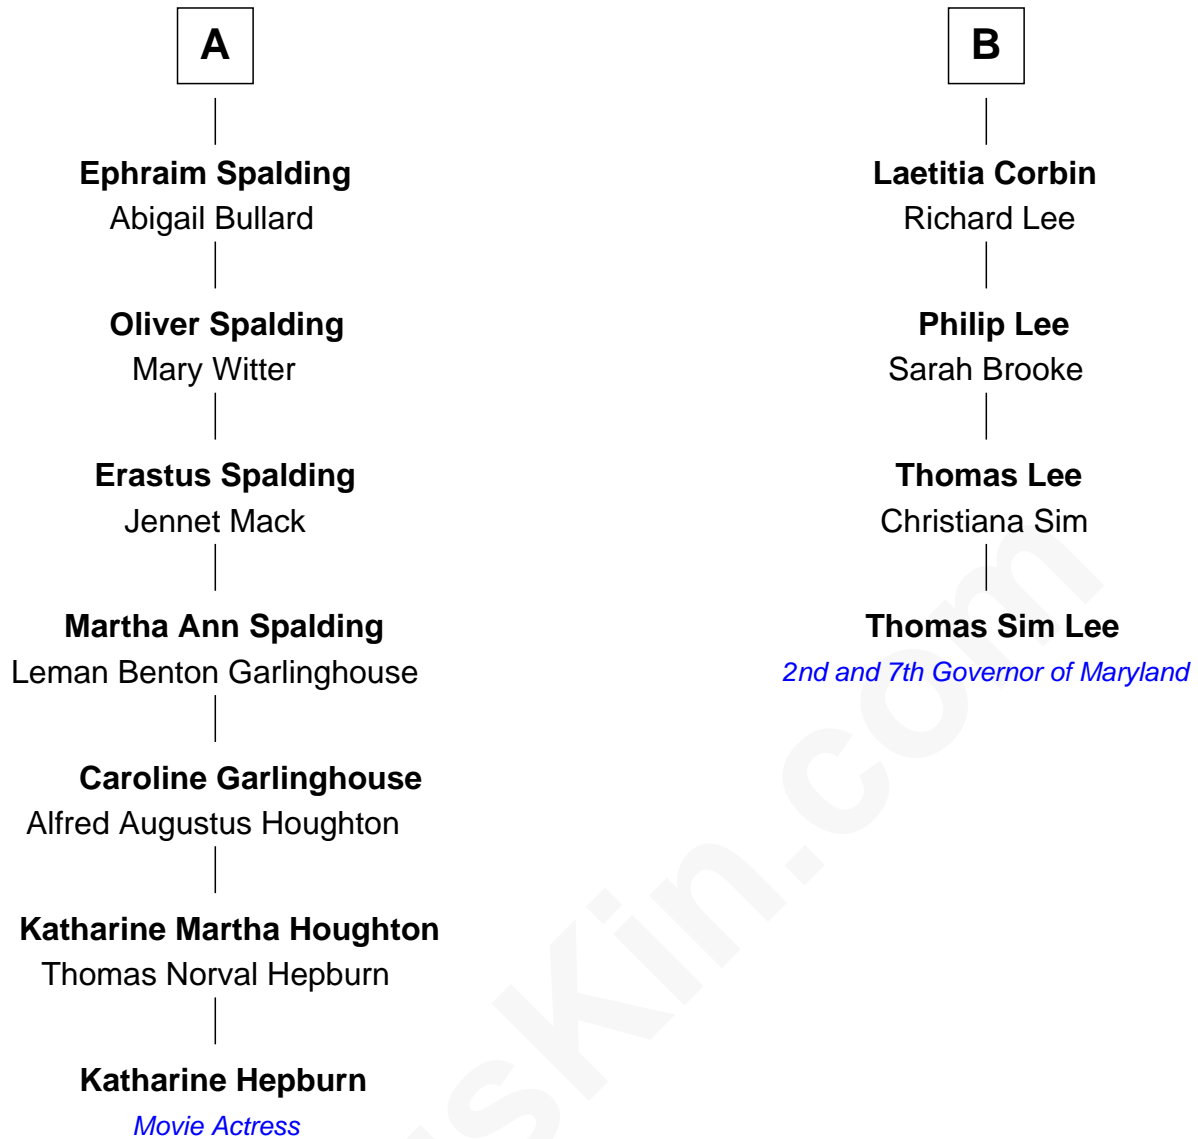 A
Ephraim Spalding
Abigail Bullard
Oliver Spalding
Mary Witter
Erastus Spalding
Jennet Mack
Martha Ann Spalding
Leman Benton Garlinghouse
Caroline Garlinghouse
Alfred Augustus Houghton
Katharine Martha Houghton
Thomas Norval Hepburn
Katharine Hepburn
Movie Actress
B
Laetitia Corbin
Richard Lee
Philip Lee
Sarah Brooke
Thomas Lee
Christiana Sim
Thomas Sim Lee
2nd and 7th Governor of Maryland
sKin.com